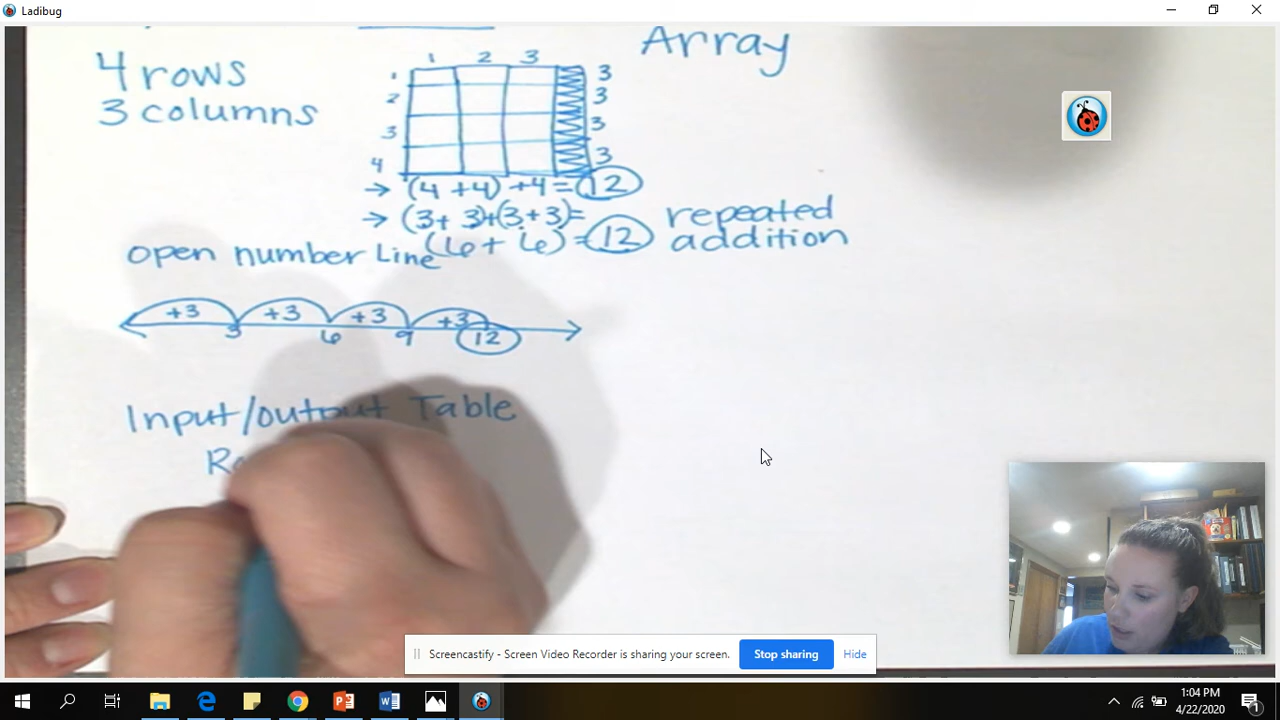 Ladibug
Array
4 rows
3 columns
1 2 3
1 3
2 3
3 3
4 3
→ (4 + 4) + 4 = 12
→ (3 + 3) + (3 + 3) =
(6 + 6) = 12
repeated
addition
open number Line
+3 +3 +3 +3
3 6 9 12
Input/output Table
Screencastify - Screen Video Recorder is sharing your screen. Stop sharing Hide
1:04 PM
4/22/2020